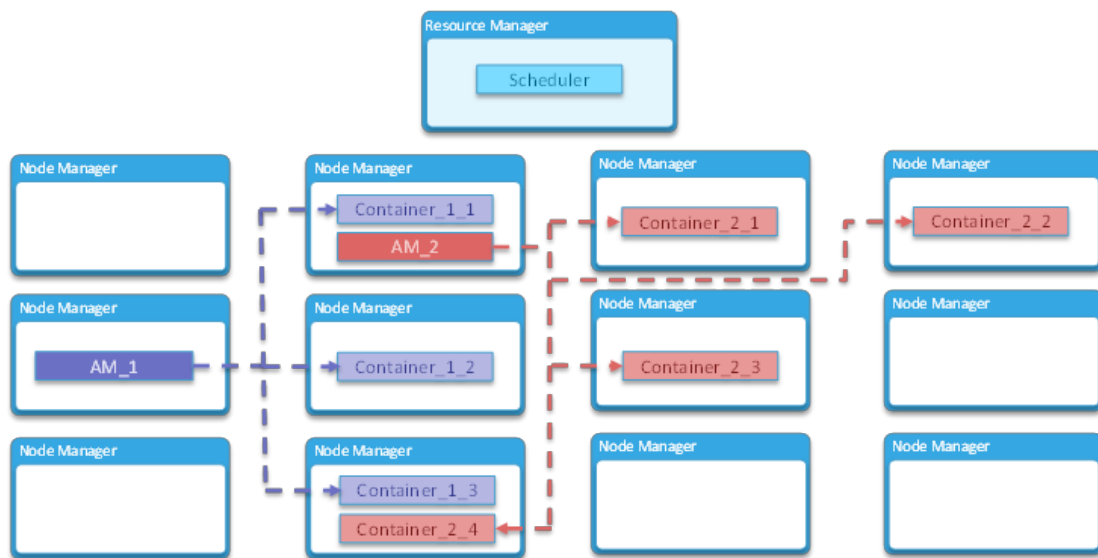 Resource Manager
Scheduler
Node Manager
Node Manager
Container_1_1
AM_2
Node Manager
Container_2_1
Node Manager
Container_2_2
Node Manager
AM_1
Node Manager
Container_1_2
Node Manager
Container_2_3
Node Manager
Node Manager
Node Manager
Container_1_3
Container_2_4
Node Manager
Node Manager